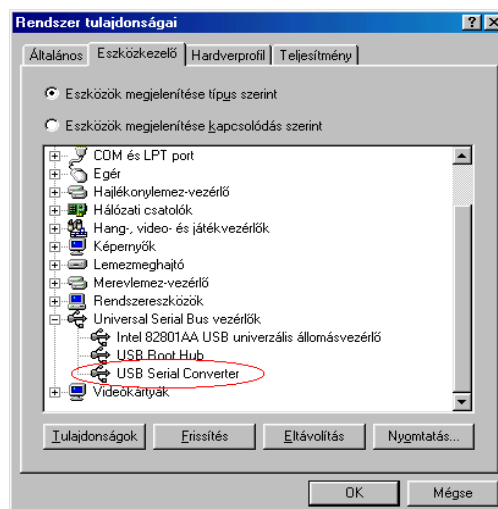 Rendszer tulajdonságai
Általános Eszközkezelő Hardverprofil Teljesítmény
Eszközök megjelenítése típus szerint
Eszközök megjelenítése kapcsolódás szerint
COM és LPT port
Egér
Hajlékonylemez-vezérlő
Hálózati csatolók
Hang-, video- és játékvezérlők
Képernyők
Lemezmeghajtó
Merevlemez-vezérlő
Rendszereszközök
Universal Serial Bus vezérlők
Intel 82801AA USB univerzális állomásvezérlő
USB Root Hub
USB Serial Converter
Videókártyák
Tulajdonságok Frissítés Eltávolítás Nyomtatás...
OK Mégse